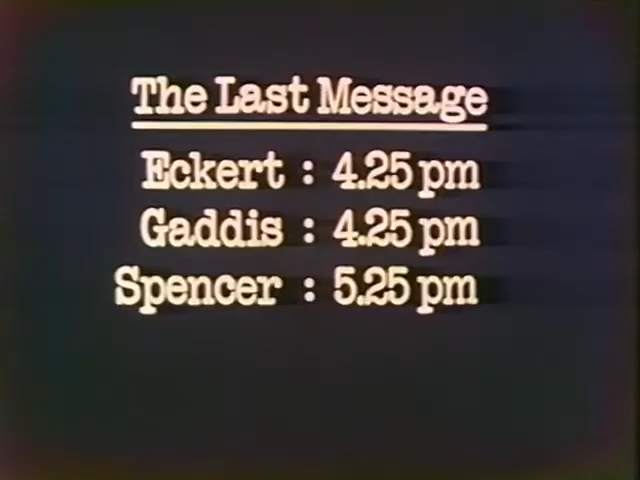 The Last Message
Eckert : 4.25 pm
Gaddis : 4.25 pm
Spencer : 5.25 pm